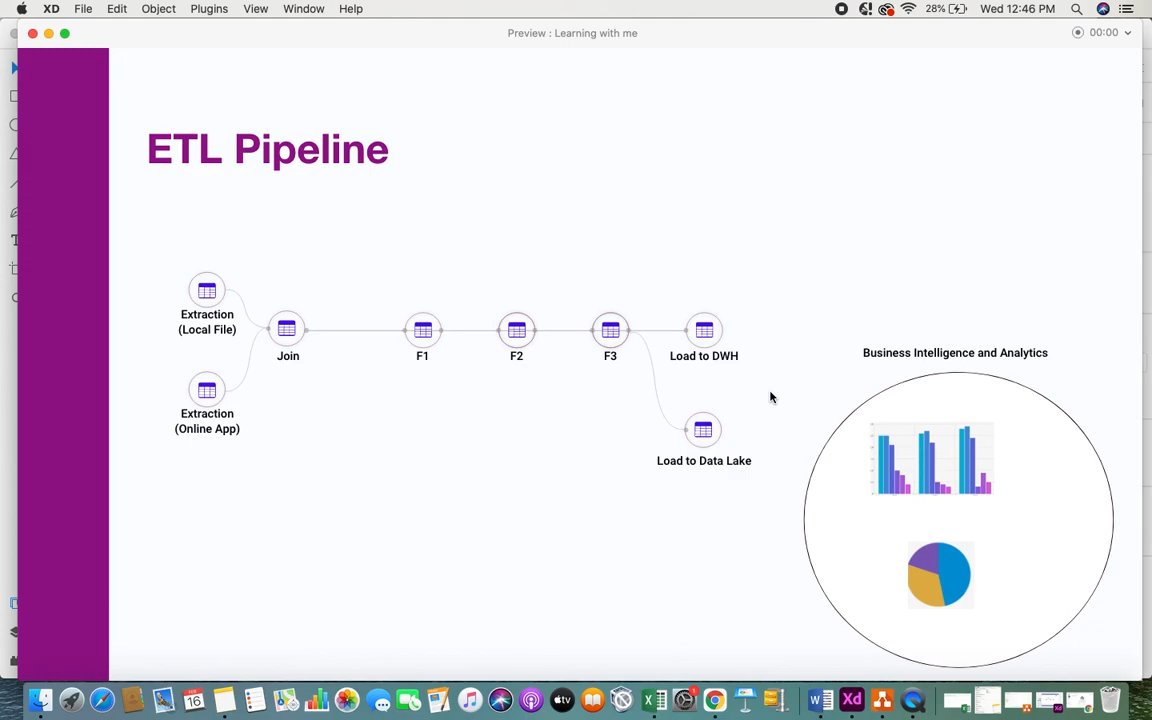 XD File Edit Object Plugins View Window Help
28% Wed 12:46 PM
Preview : Learning with me
00:00
ETL Pipeline
Extraction
(Local File)
Join
F1
F2
F3
Load to DWH
Extraction
(Online App)
Load to Data Lake
Business Intelligence and Analytics
16
Xd